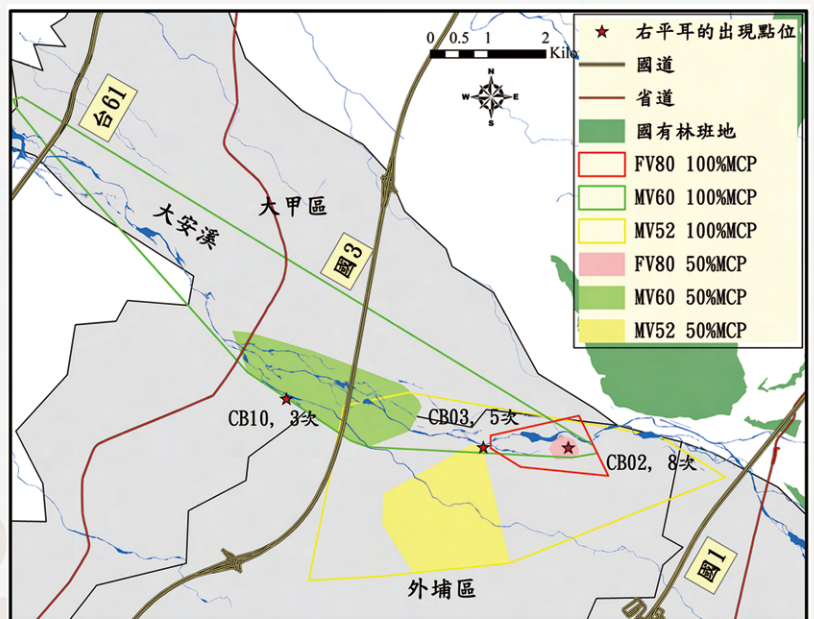 0 0.5 1 2
Kilo
N
W E
S
右平耳的出現點位
國道
省道
國有林班地
FV80 100%MCP
MV60 100%MCP
MV52 100%MCP
FV80 50%MCP
MV60 50%MCP
MV52 50%MCP
台61
大安溪
大甲區
國3
CB10, 3次
CB03, 5次
CB02, 8次
外埔區
國1